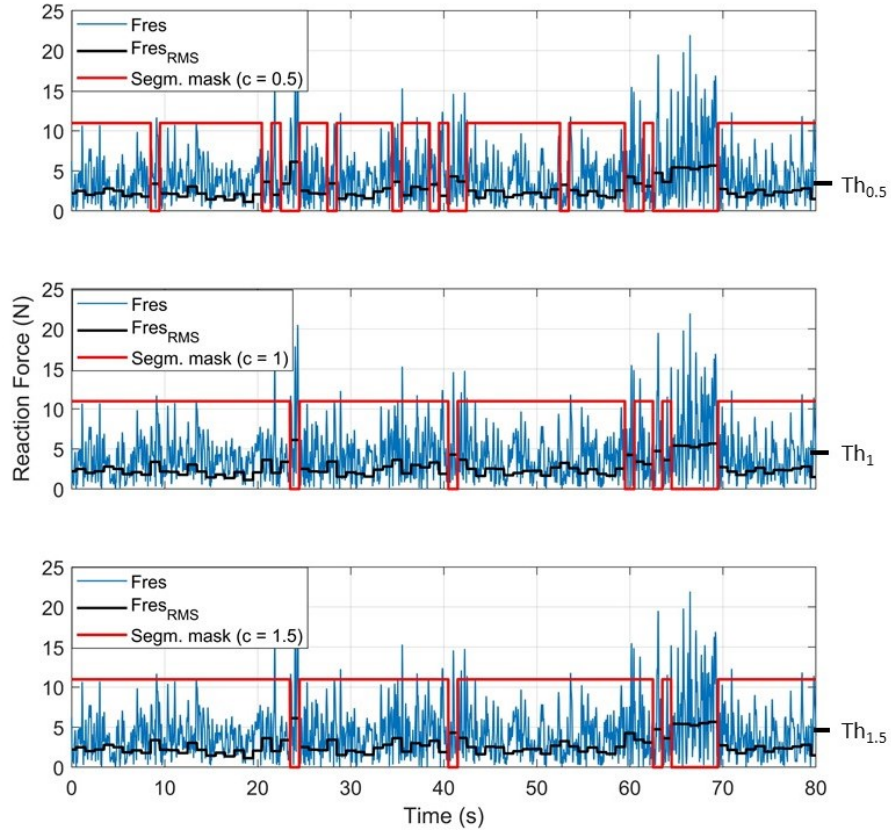 25
20
15
10
5
0
Fres
Fres_RMS
Segm. mask (c = 0.5)
Th_0.5
Reaction Force (N)
25
20
15
10
5
0
Fres
Fres_RMS
Segm. mask (c = 1)
Th_1
25
20
15
10
5
0
Fres
Fres_RMS
Segm. mask (c = 1.5)
Th_1.5
0 10 20 30 40 50 60 70 80
Time (s)